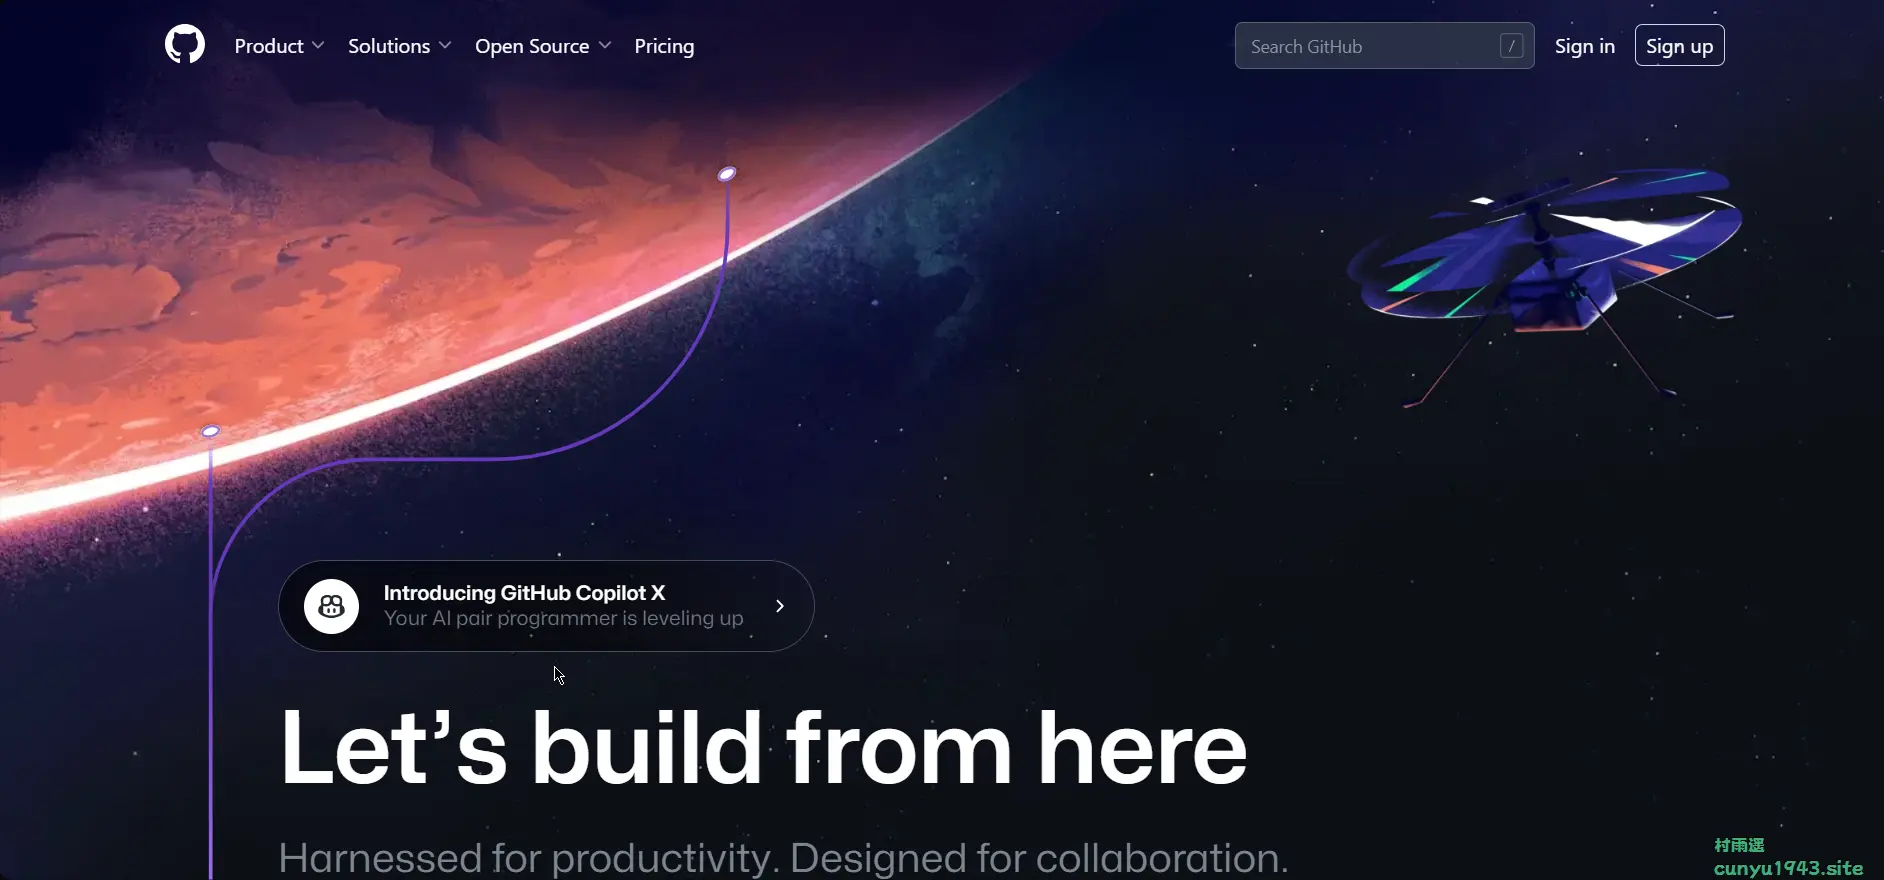 Product
Solutions
Open Source
Pricing
Search GitHub
/
Sign in
Sign up
Introducing GitHub Copilot X
Your AI pair programmer is leveling up
Let’s build from here
Harnessed for productivity. Designed for collaboration.
村雨遥
cunyu1943.site